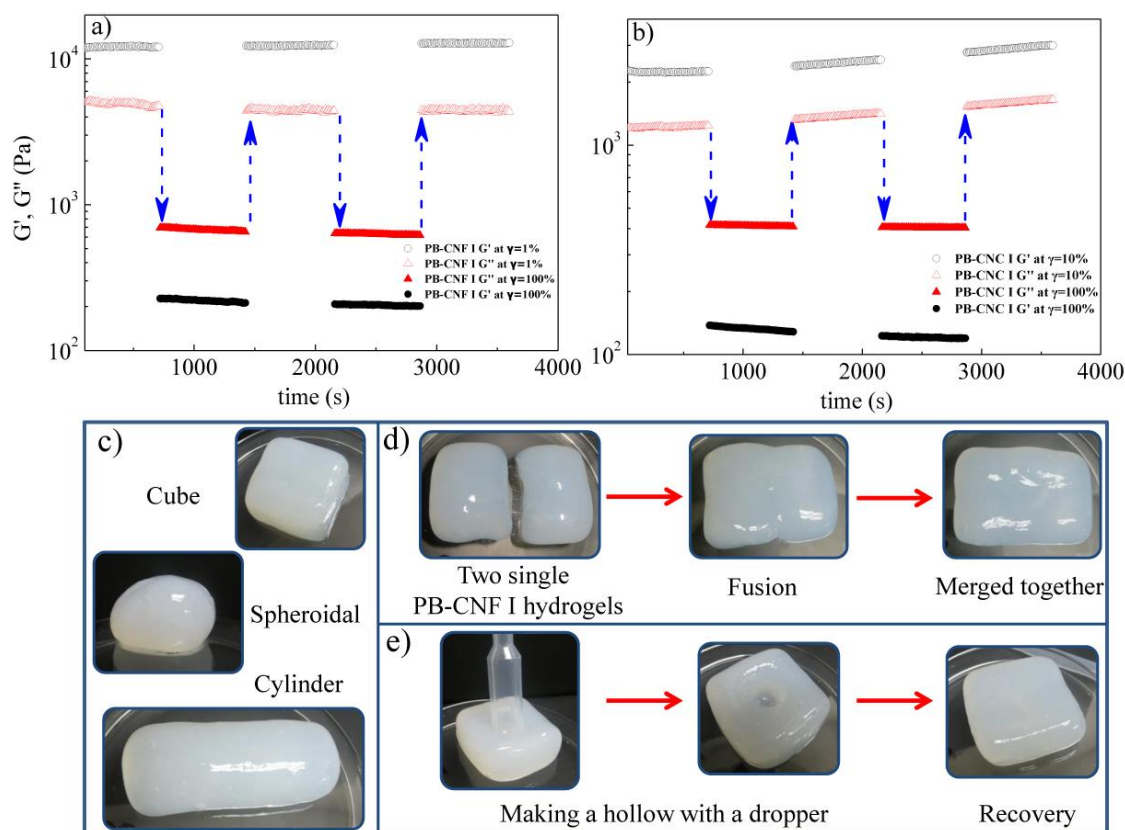 a)
10⁴
10³
10²
G', G'' (Pa)
1000
2000
3000
4000
time (s)
PB-CNF I G' at γ=1%
PB-CNF I G'' at γ=1%
PB-CNF I G'' at γ=100%
PB-CNF I G' at γ=100%
b)
10³
10²
1000
2000
3000
4000
time (s)
PB-CNC I G' at γ=10%
PB-CNC I G'' at γ=10%
PB-CNC I G'' at γ=100%
PB-CNC I G' at γ=100%
c)
Cube
Spheroidal
Cylinder
d)
Two single
PB-CNF I hydrogels
Fusion
Merged together
e)
Making a hollow with a dropper
Recovery